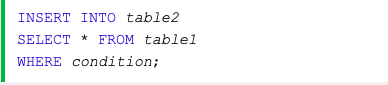 INSERT INTO table2
SELECT * FROM table1
WHERE condition;